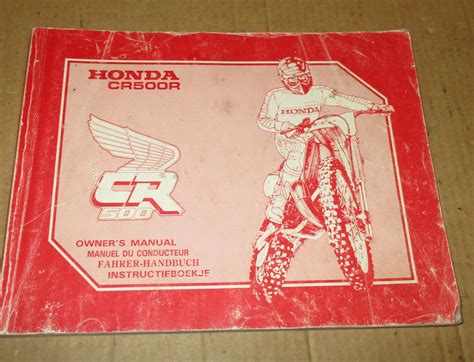 HONDA
CR500R
HONDA
CR
500
OWNER'S MANUAL
MANUEL DU CONDUCTEUR
FAHRER-HANDBUCH
INSTRUCTIEBOEKJE